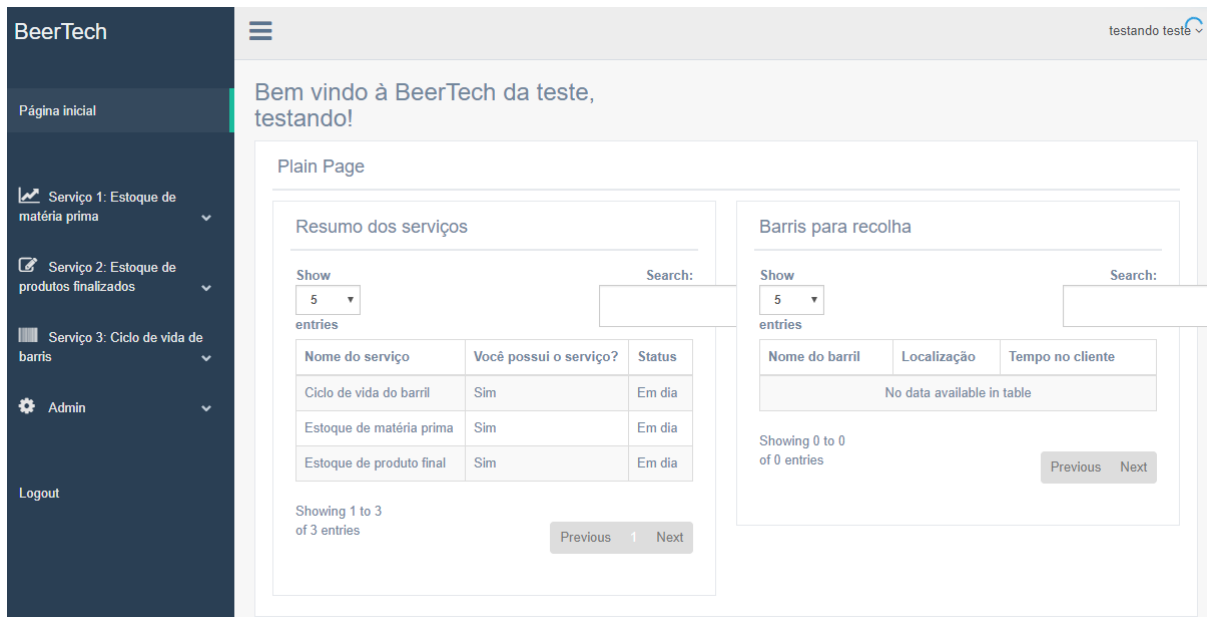 BeerTech
testando teste
Página inicial
Serviço 1: Estoque de
matéria prima
Serviço 2: Estoque de
produtos finalizados
Serviço 3: Ciclo de vida de
barris
Admin
Logout
Bem vindo à BeerTech da teste,
testando!
Plain Page
Resumo dos serviços
Show
Search:
5
entries
Nome do serviço Você possui o serviço? Status
Ciclo de vida do barril Sim Em dia
Estoque de matéria prima Sim Em dia
Estoque de produto final Sim Em dia
Showing 1 to 3
of 3 entries
Previous 1 Next
Barris para recolha
Show
Search:
5
entries
Nome do barril Localização Tempo no cliente
No data available in table
Showing 0 to 0
of 0 entries
Previous Next